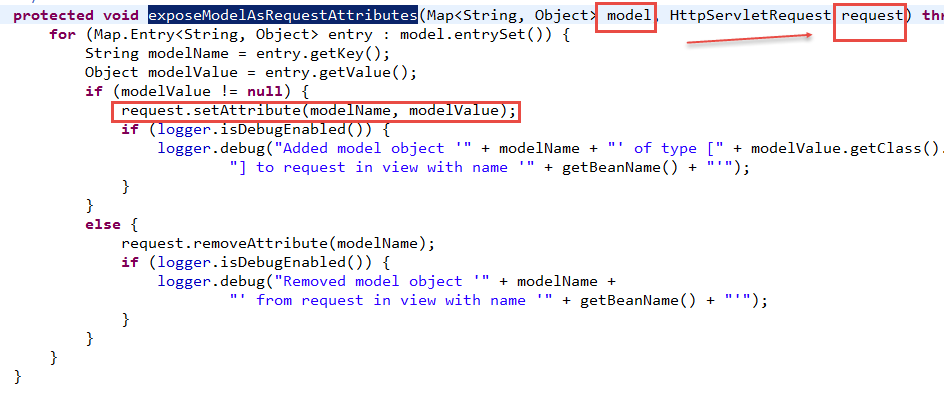 protected void exposeModelAsRequestAttributes(Map<String, Object> model, HttpServletRequest request) thr
for (Map.Entry<String, Object> entry : model.entrySet()) {
String modelName = entry.getKey();
Object modelValue = entry.getValue();
if (modelValue != null) {
request.setAttribute(modelName, modelValue);
if (logger.isDebugEnabled()) {
logger.debug("Added model object '" + modelName + "' of type [" + modelValue.getClass().
"] to request in view with name '" + getBeanName() + "'");
}
}
else {
request.removeAttribute(modelName);
if (logger.isDebugEnabled()) {
logger.debug("Removed model object '" + modelName +
"' from request in view with name '" + getBeanName() + "'");
}
}
}
}